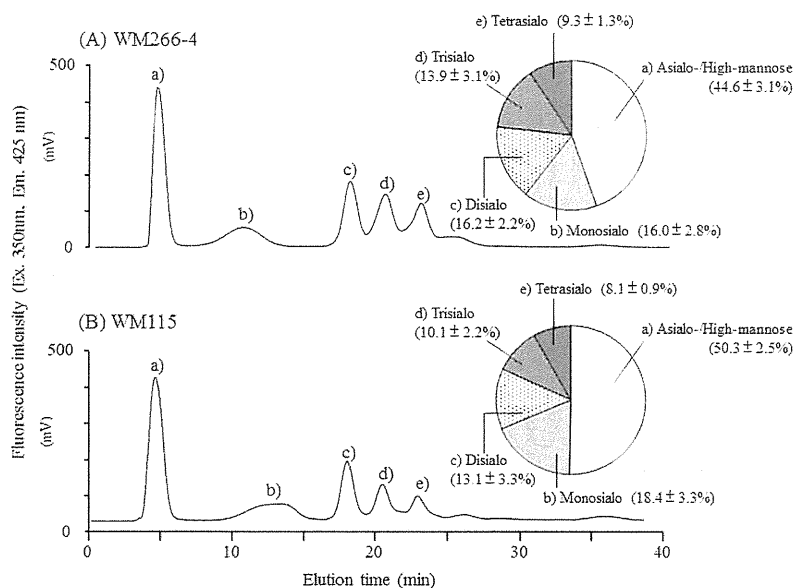 Fluorescence intensity (Ex. 350nm, Em. 425 nm)
(A) WM266-4
500
(mV)
0
a)
b)
c)
d)
e)
e) Tetrasialo (9.3 ± 1.3%)
d) Trisialo
(13.9 ± 3.1%)
a) Asialo-/High-mannose
(44.6 ± 3.1%)
c) Disialo
(16.2 ± 2.2%)
b) Monosialo (16.0 ± 2.8%)
(B) WM115
500
(mV)
0
a)
b)
c)
d)
e)
e) Tetrasialo (8.1 ± 0.9%)
d) Trisialo
(10.1 ± 2.2%)
a) Asialo-/High-mannose
(50.3 ± 2.5%)
c) Disialo
(13.1 ± 3.3%)
b) Monosialo (18.4 ± 3.3%)
0 10 20 30 40
Elution time (min)